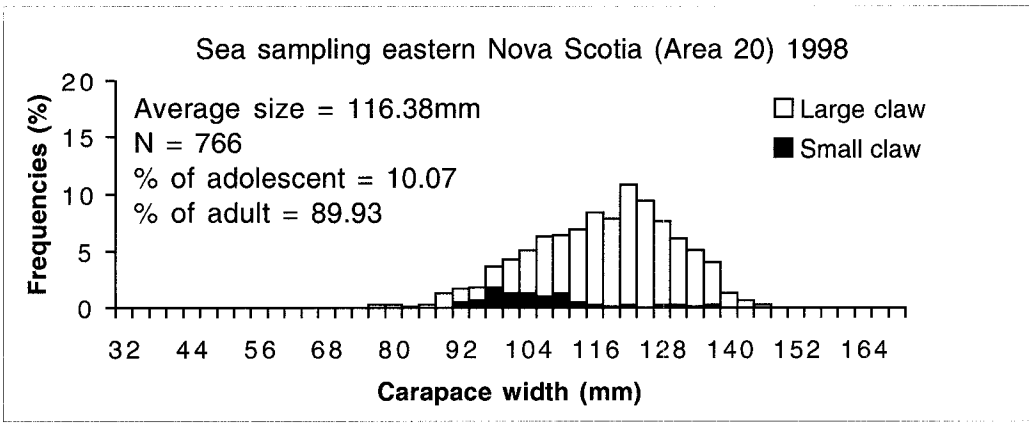 Sea sampling eastern Nova Scotia (Area 20) 1998
20
Average size = 116.38mm
Large claw
15
N = 766
Small claw
10
% of adolescent = 10.07
% of adult = 89.93
5
0
Frequencies (%)
32 44 56 68 80 92 104 116 128 140 152 164
Carapace width (mm)